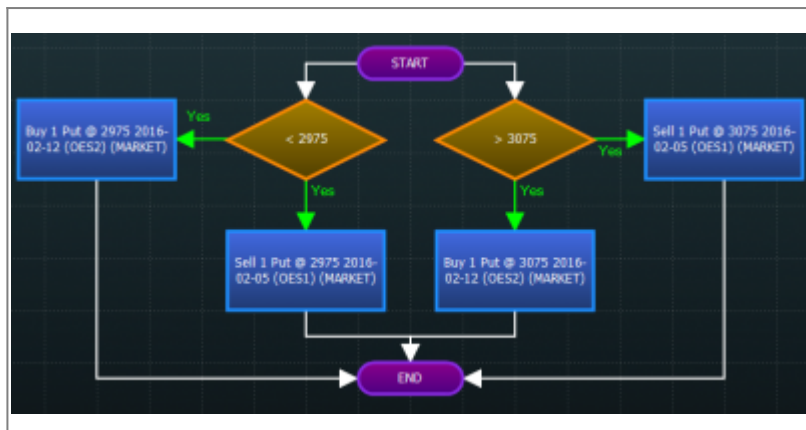 START
Yes
Buy 1 Put @ 2975 2016-
02-12 (OES2) (MARKET)
< 2975
> 3075
Yes
Sell 1 Put @ 3075 2016-
02-05 (OES1) (MARKET)
Yes
Yes
Sell 1 Put @ 2975 2016-
02-05 (OES1) (MARKET)
Buy 1 Put @ 3075 2016-
02-12 (OES2) (MARKET)
END